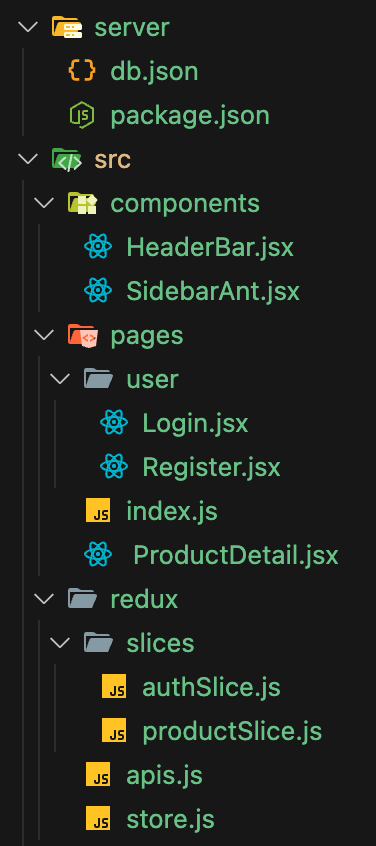 server
db.json
package.json
src
components
HeaderBar.jsx
SidebarAnt.jsx
pages
user
Login.jsx
Register.jsx
index.js
ProductDetail.jsx
redux
slices
authSlice.js
productSlice.js
apis.js
store.js